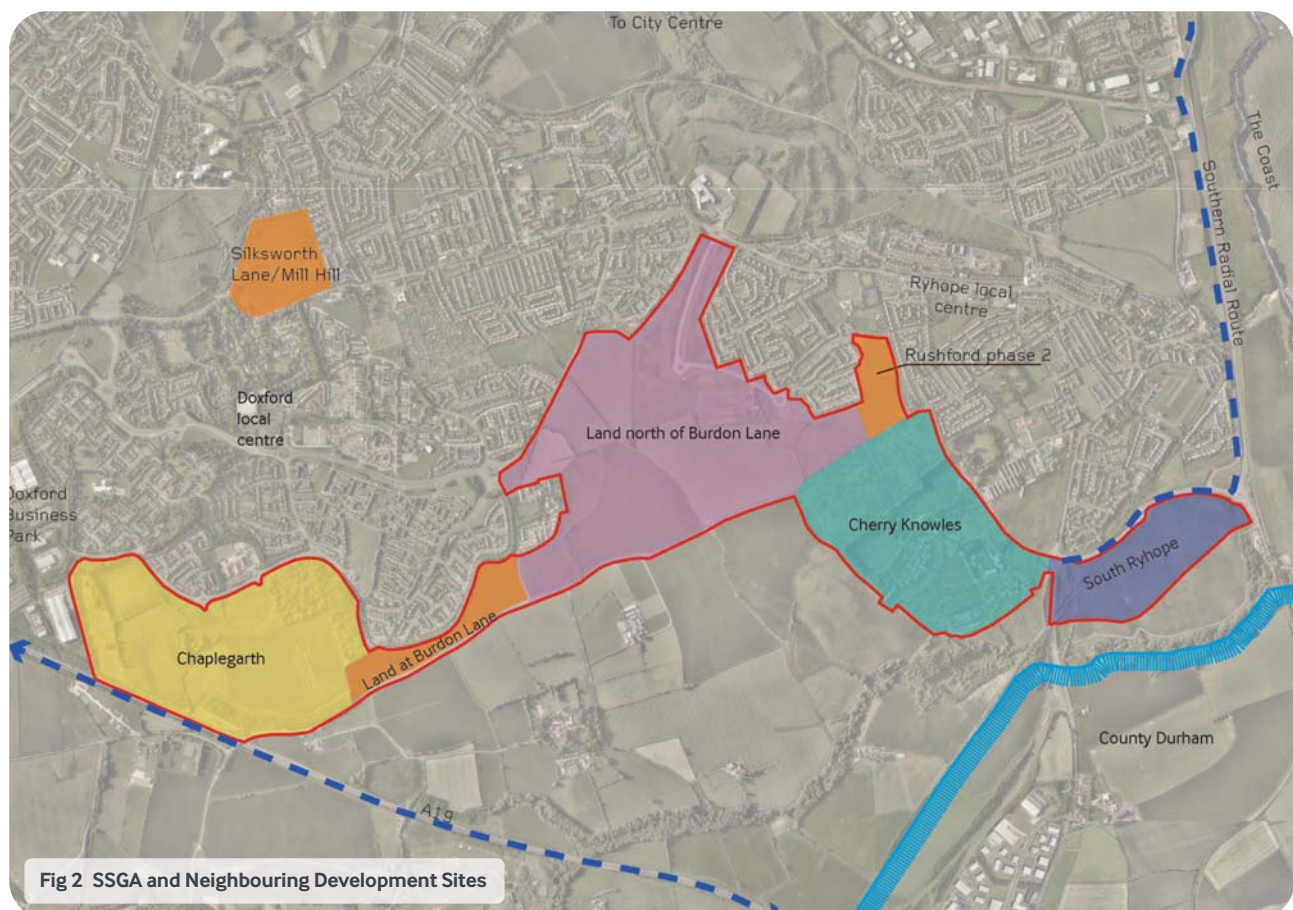 To City Centre
The Coast
Southern Radial Route
Silksworth
Lane/Mill Hill
Ryhope local
centre
Rushford phase 2
Doxford
local
centre
Land north of Burdon Lane
Doxford
Business
Park
Cherry Knowles
South Ryhope
Chaplegarth
Land at Burdon Lane
County Durham
A19
Fig 2 SSGA and Neighbouring Development Sites